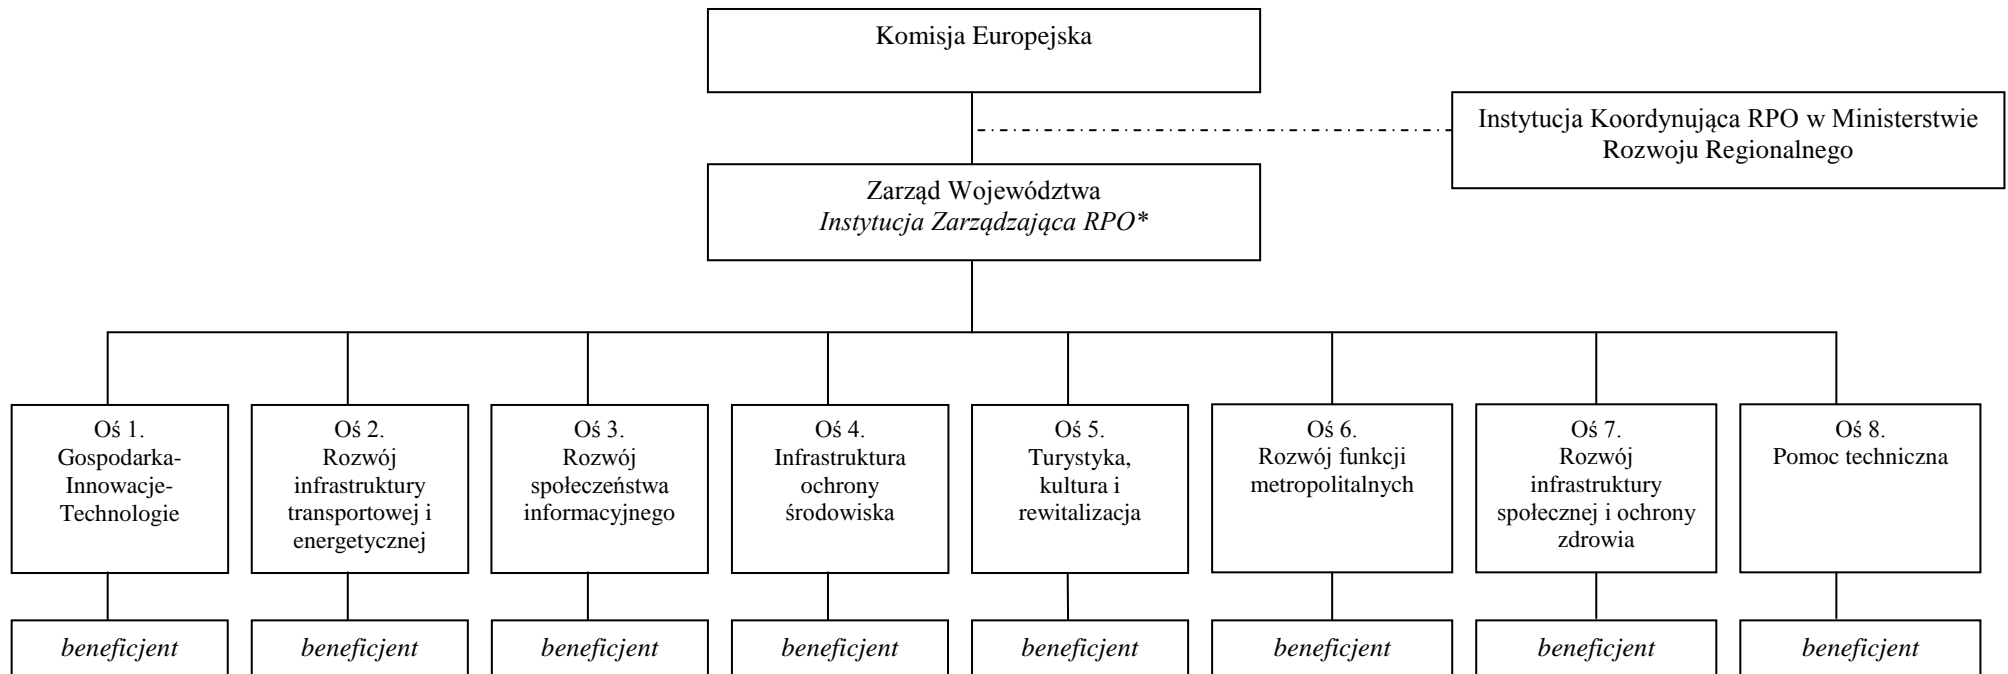 Komisja Europejska
Instytucja Koordynująca RPO w Ministerstwie
Rozwoju Regionalnego
Zarząd Województwa
Instytucja Zarządzająca RPO*
Oś 1.
Gospodarka-
Innowacje-
Technologie
Oś 2.
Rozwój
infrastruktury
transportowej i
energetycznej
Oś 3.
Rozwój
społeczeństwa
informacyjnego
Oś 4.
Infrastruktura
ochrony
środowiska
Oś 5.
Turystyka,
kultura i
rewitalizacja
Oś 6.
Rozwój funkcji
metropolitalnych
Oś 7.
Rozwój
infrastruktury
społecznej i ochrony
zdrowia
Oś 8.
Pomoc techniczna
beneficjent
beneficjent
beneficjent
beneficjent
beneficjent
beneficjent
beneficjent
beneficjent